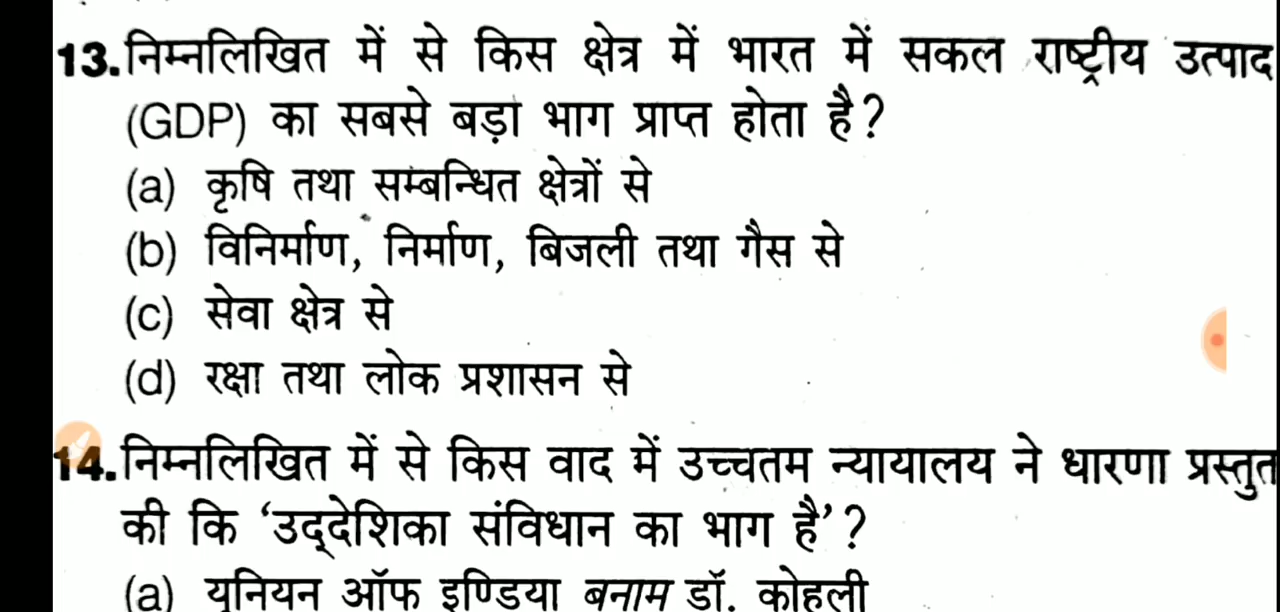 13. निम्नलिखित में से किस क्षेत्र में भारत में सकल राष्ट्रीय उत्पाद
(GDP) का सबसे बड़ा भाग प्राप्त होता है?
(a) कृषि तथा सम्बन्धित क्षेत्रों से
(b) विनिर्माण, निर्माण, बिजली तथा गैस से
(c) सेवा क्षेत्र से
(d) रक्षा तथा लोक प्रशासन से
14. निम्नलिखित में से किस वाद में उच्चतम न्यायालय ने धारणा प्रस्तुत
की कि ‘उद्देशिका संविधान का भाग है’?
(a) यूनियन ऑफ इण्डिया बनाम डॉ. कोहली